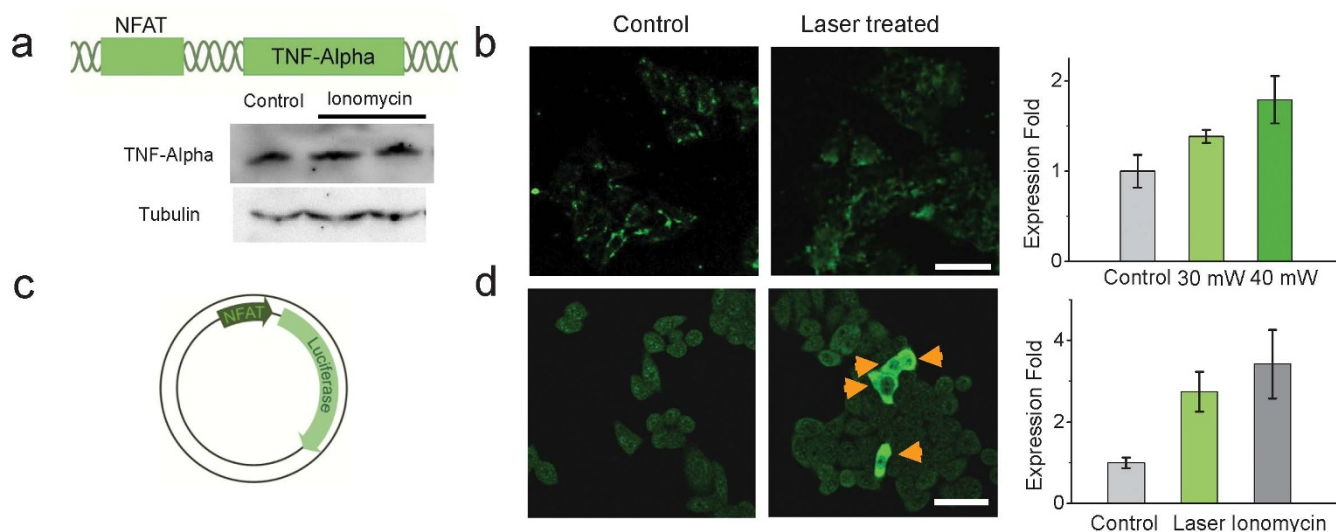 a
NFAT
TNF-Alpha
Control Ionomycin
TNF-Alpha
Tubulin
b
Control Laser treated
Expression Fold
2
1
0
Control 30 mW 40 mW
c
NFAT
Luciferase
d
Expression Fold
4
2
0
Control Laser Ionomycin